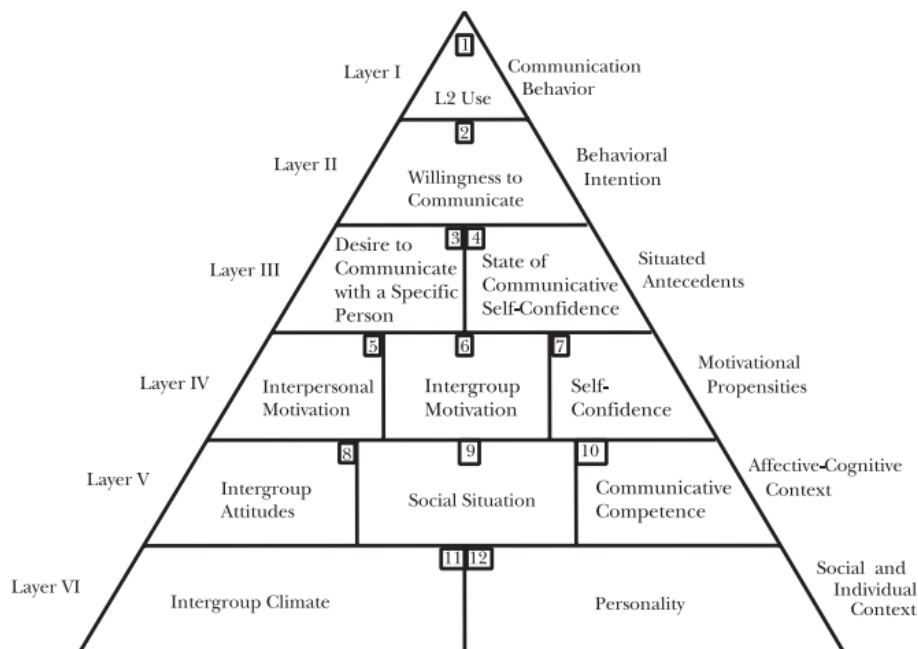 1
Layer I
Communication
Behavior
L2 Use
2
Layer II
Behavioral
Intention
Willingness to
Communicate
3 4
Layer III
Desire to
Communicate
with a Specific
Person
State of
Communicative
Self-Confidence
Situated
Antecedents
5 6 7
Layer IV
Interpersonal
Motivation
Intergroup
Motivation
Self-
Confidence
Motivational
Propensities
8 9 10
Layer V
Intergroup
Attitudes
Social Situation
Communicative
Competence
Affective-Cognitive
Context
11 12
Layer VI
Intergroup Climate
Personality
Social and
Individual
Context